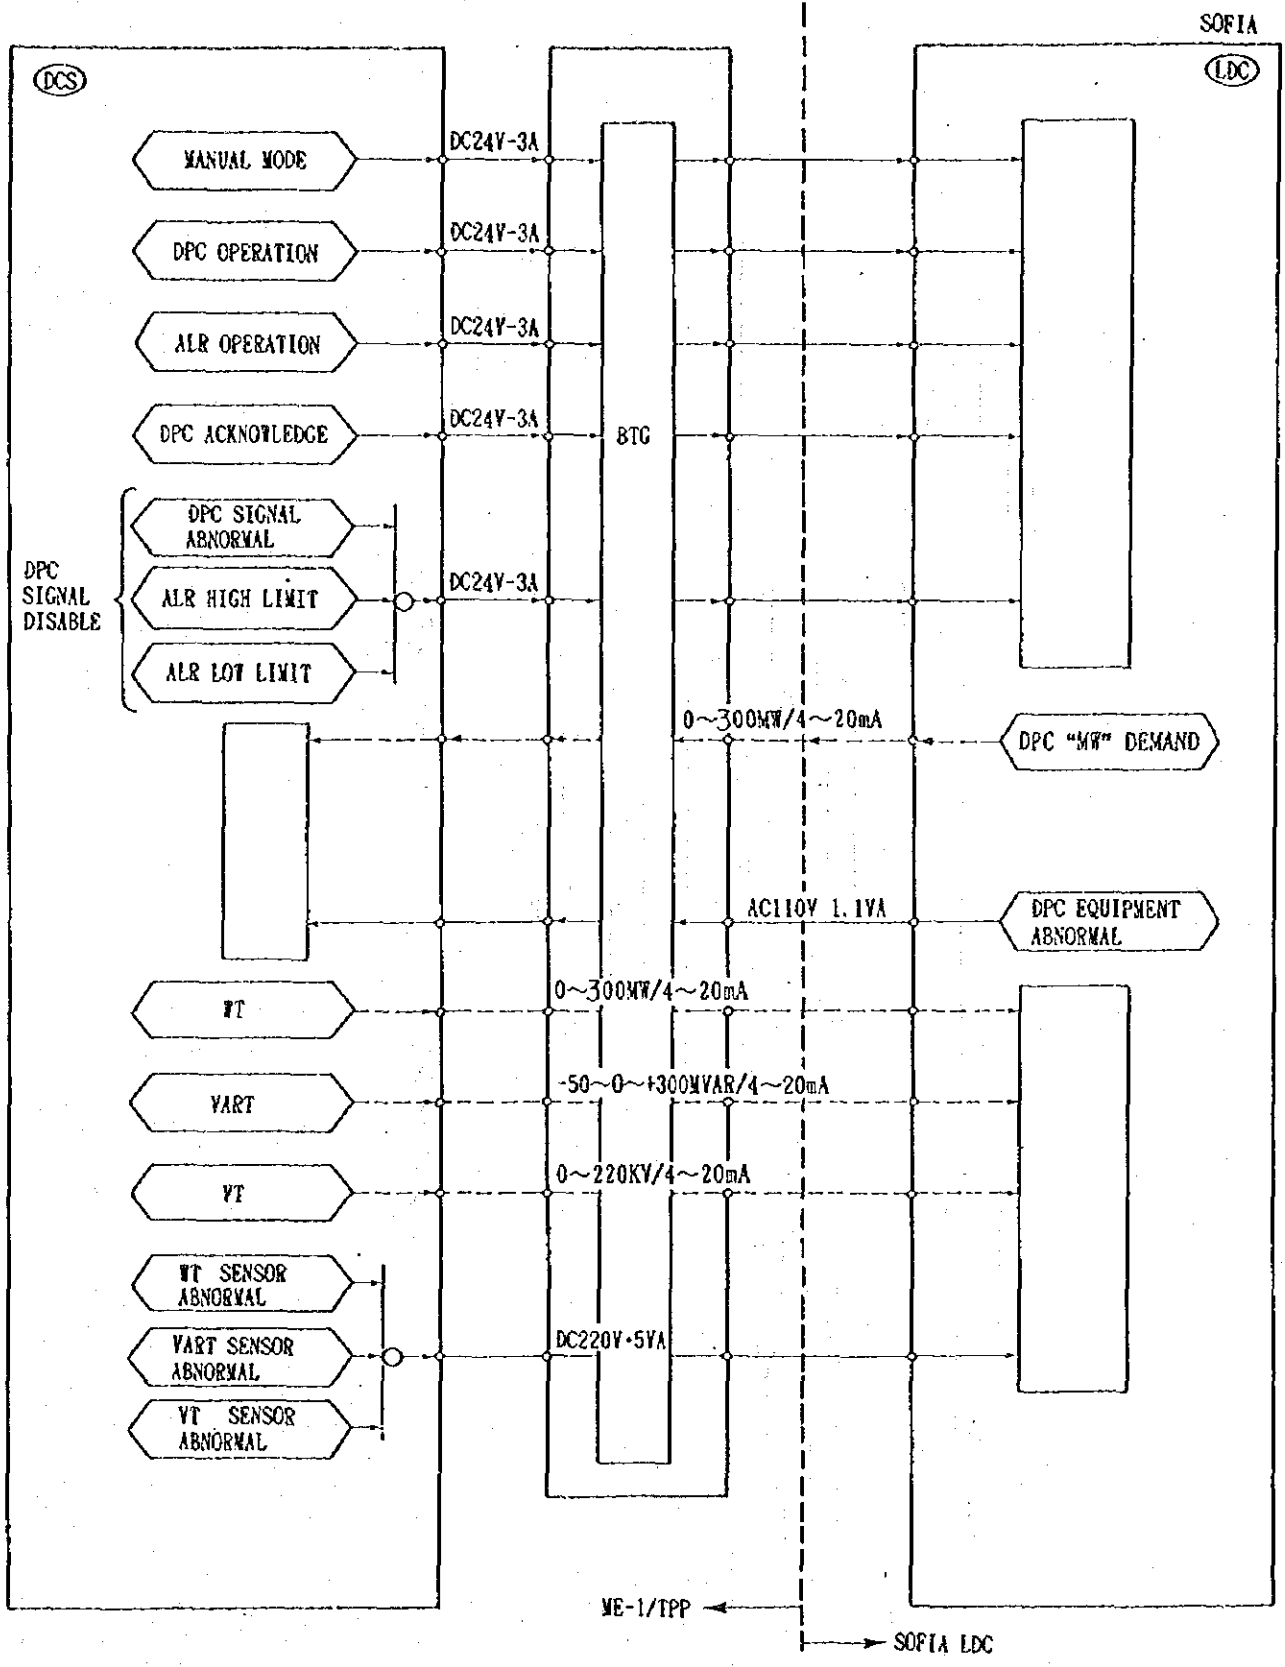 SOFIA
DCS
LDC
MANUAL MODE
DC24V-3A
DPC OPERATION
DC24V-3A
ALR OPERATION
DC24V-3A
DPC ACKNOWLEDGE
DC24V-3A
BTG
DPC SIGNAL
ABNORMAL
DPC
SIGNAL
DISABLE
ALR HIGH LIMIT
DC24V-3A
ALR LOW LIMIT
0~300MW/4~20mA
DPC "MW" DEMAND
AC110V 1.1VA
DPC EQUIPMENT
ABNORMAL
WT
0~300MW/4~20mA
VART
-50~0~+300MVAR/4~20mA
VT
0~220KV/4~20mA
WT SENSOR
ABNORMAL
VART SENSOR
ABNORMAL
DC220V·5VA
VT SENSOR
ABNORMAL
ME-1/TPP
SOFIA LDC